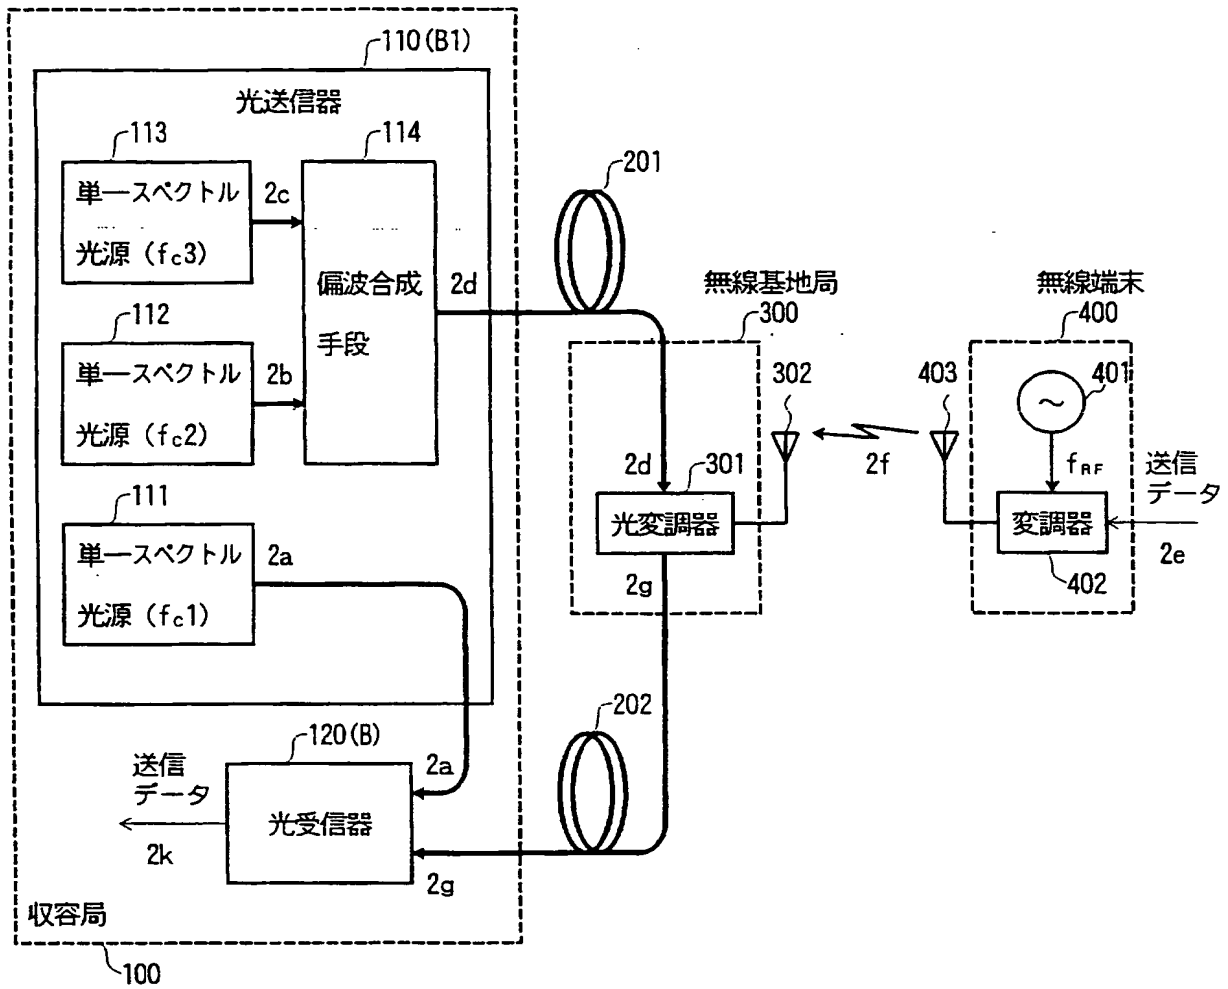 110(B1)
光送信器
113
114
単一スペクトル
光源(fc3)
2c
偏波合成
手段
2d
112
単一スペクトル
光源(fc2)
2b
111
単一スペクトル
光源(fc1)
2a
201
無線基地局
300
302
2d
301
光変調器
2g
2f
無線端末
400
403
401
~
fRF
送信
データ
変調器
402
2e
202
120(B)
2a
送信
データ
光受信器
2k
2g
収容局
100